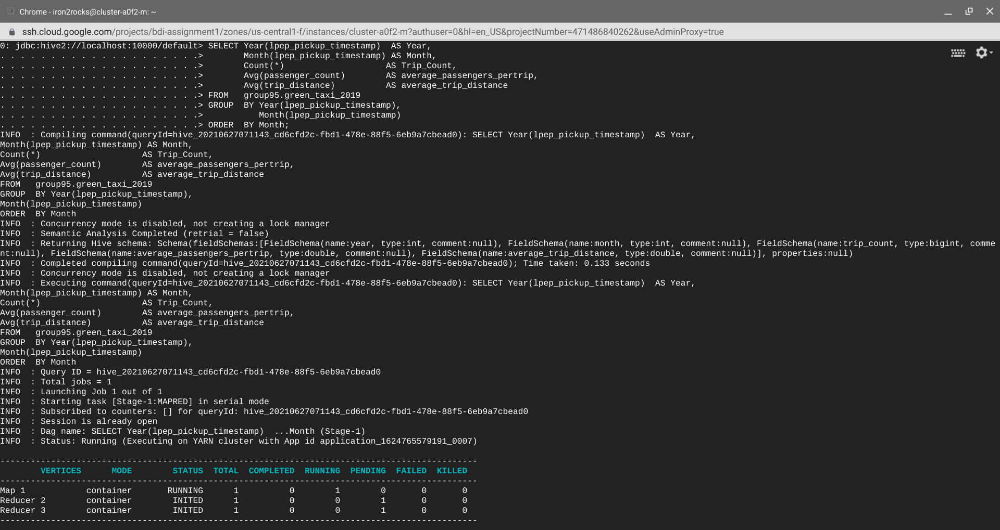 Chrome - iron2rocks@cluster-a0f2-m: ~
ssh.cloud.google.com/projects/bdi-assignment1/zones/us-central1-f/instances/cluster-a0f2-m?authuser=0&hl=en_US&projectNumber=471486840262&useAdminProxy=true
0: jdbc:hive2://localhost:10000/default> SELECT Year(lpep_pickup_timestamp)  AS Year,
. . . . . . . . . . . . . . . . . . . .>        Month(lpep_pickup_timestamp) AS Month,
. . . . . . . . . . . . . . . . . . . .>        Count(*)                    AS Trip_Count,
. . . . . . . . . . . . . . . . . . . .>        Avg(passenger_count)        AS average_passengers_pertrip,
. . . . . . . . . . . . . . . . . . . .>        Avg(trip_distance)          AS average_trip_distance
. . . . . . . . . . . . . . . . . . . .> FROM   group95.green_taxi_2019
. . . . . . . . . . . . . . . . . . . .> GROUP  BY Year(lpep_pickup_timestamp),
. . . . . . . . . . . . . . . . . . . .>           Month(lpep_pickup_timestamp)
. . . . . . . . . . . . . . . . . . . .> ORDER  BY Month;
INFO  : Compiling command(queryId=hive_20210627071143_cd6cfd2c-fbd1-478e-88f5-6eb9a7cbead0): SELECT Year(lpep_pickup_timestamp)  AS Year,
Month(lpep_pickup_timestamp) AS Month,
Count(*)                    AS Trip_Count,
Avg(passenger_count)        AS average_passengers_pertrip,
Avg(trip_distance)          AS average_trip_distance
FROM   group95.green_taxi_2019
GROUP  BY Year(lpep_pickup_timestamp),
Month(lpep_pickup_timestamp)
ORDER  BY Month
INFO  : Concurrency mode is disabled, not creating a lock manager
INFO  : Semantic Analysis Completed (retrial = false)
INFO  : Returning Hive schema: Schema(fieldSchemas:[FieldSchema(name:year, type:int, comment:null), FieldSchema(name:month, type:int, comment:null), FieldSchema(name:trip_count, type:bigint, comme
nt:null), FieldSchema(name:average_passengers_pertrip, type:double, comment:null), FieldSchema(name:average_trip_distance, type:double, comment:null)], properties:null)
INFO  : Completed compiling command(queryId=hive_20210627071143_cd6cfd2c-fbd1-478e-88f5-6eb9a7cbead0); Time taken: 0.133 seconds
INFO  : Concurrency mode is disabled, not creating a lock manager
INFO  : Executing command(queryId=hive_20210627071143_cd6cfd2c-fbd1-478e-88f5-6eb9a7cbead0): SELECT Year(lpep_pickup_timestamp)  AS Year,
Month(lpep_pickup_timestamp) AS Month,
Count(*)                    AS Trip_Count,
Avg(passenger_count)        AS average_passengers_pertrip,
Avg(trip_distance)          AS average_trip_distance
FROM   group95.green_taxi_2019
GROUP  BY Year(lpep_pickup_timestamp),
Month(lpep_pickup_timestamp)
ORDER  BY Month
INFO  : Query ID = hive_20210627071143_cd6cfd2c-fbd1-478e-88f5-6eb9a7cbead0
INFO  : Total jobs = 1
INFO  : Launching Job 1 out of 1
INFO  : Starting task [Stage-1:MAPRED] in serial mode
INFO  : Subscribed to counters: [] for queryId: hive_20210627071143_cd6cfd2c-fbd1-478e-88f5-6eb9a7cbead0
INFO  : Session is already open
INFO  : Dag name: SELECT Year(lpep_pickup_timestamp)  ...Month (Stage-1)
INFO  : Status: Running (Executing on YARN cluster with App id application_1624765579191_0007)
----------------------------------------------------------------------------------------------
        VERTICES      MODE        STATUS  TOTAL  COMPLETED  RUNNING  PENDING  FAILED  KILLED
----------------------------------------------------------------------------------------------
Map 1            container       RUNNING      1          0        1        0       0       0
Reducer 2        container        INITED      1          0        0        1       0       0
Reducer 3        container        INITED      1          0        0        1       0       0
----------------------------------------------------------------------------------------------